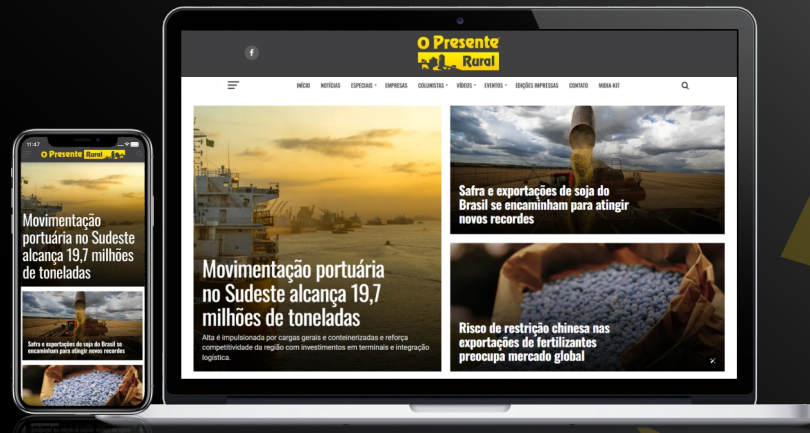 11:47
O Presente Rural
Movimentação
portuária no Sudeste
alcança 19,7 milhões
de toneladas
Safra e exportações de soja do Brasil se
encaminham para atingir novos recordes
f
O Presente
Rural
INÍCIO NOTÍCIAS ESPECIAIS EMPRESAS COLUNISTAS VÍDEOS EVENTOS EDIÇÕES IMPRESSAS CONTATO MIDIA-KIT
Movimentação portuária
no Sudeste alcança 19,7
milhões de toneladas
Alta é impulsionada por cargas gerais e conteinerizadas e reforça
competitividade da região com investimentos em terminais e integração
logística.
Safra e exportações de soja do
Brasil se encaminham para atingir
novos recordes
Risco de restrição chinesa nas
exportações de fertilizantes
preocupa mercado global